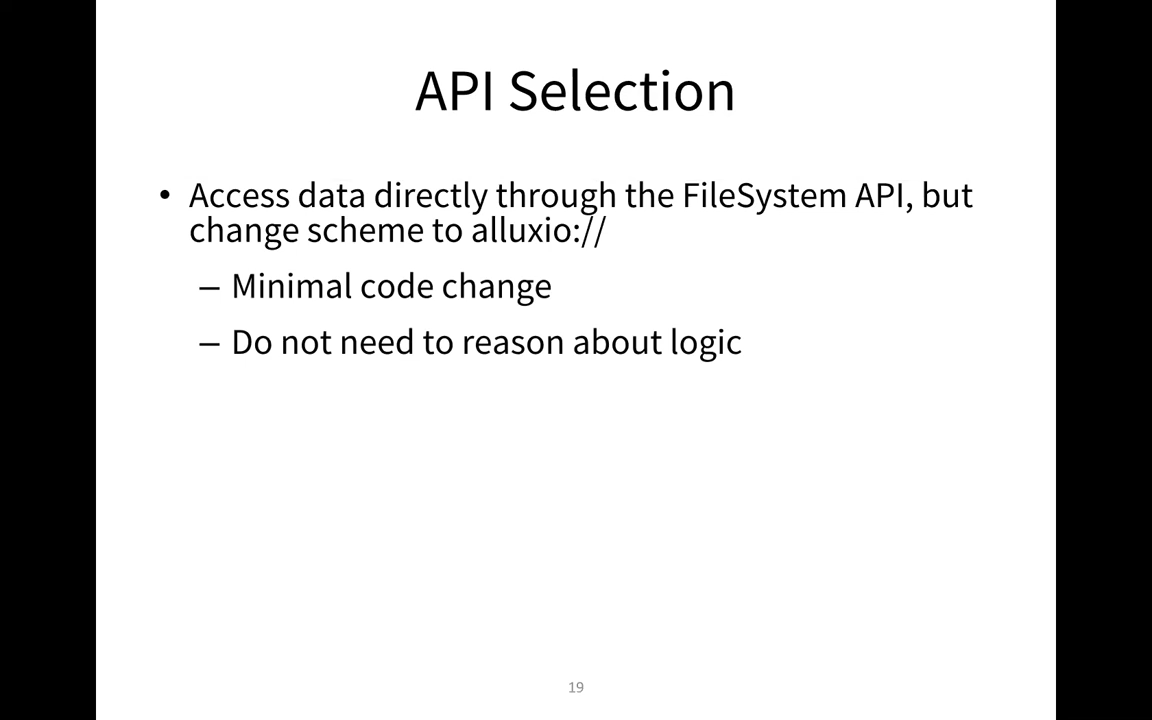 API Selection
• Access data directly through the FileSystem API, but
change scheme to alluxio://
– Minimal code change
– Do not need to reason about logic
19